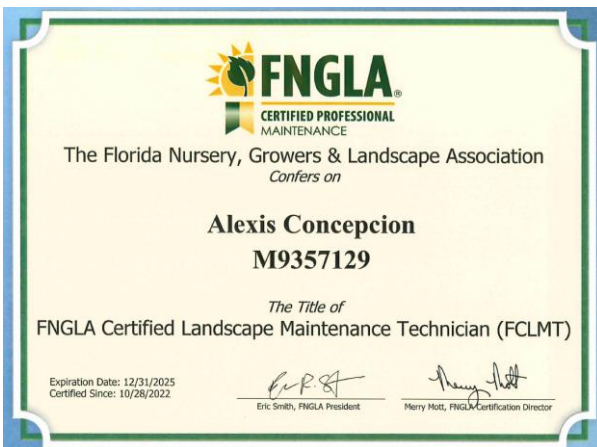 FNGLA®
CERTIFIED PROFESSIONAL
MAINTENANCE
The Florida Nursery, Growers & Landscape Association
Confers on
Alexis Concepcion
M9357129
The Title of
FNGLA Certified Landscape Maintenance Technician (FCLMT)
Expiration Date: 12/31/2025
Certified Since: 10/28/2022
Eric Smith, FNGLA President
Merry Mott, FNGLA Certification Director